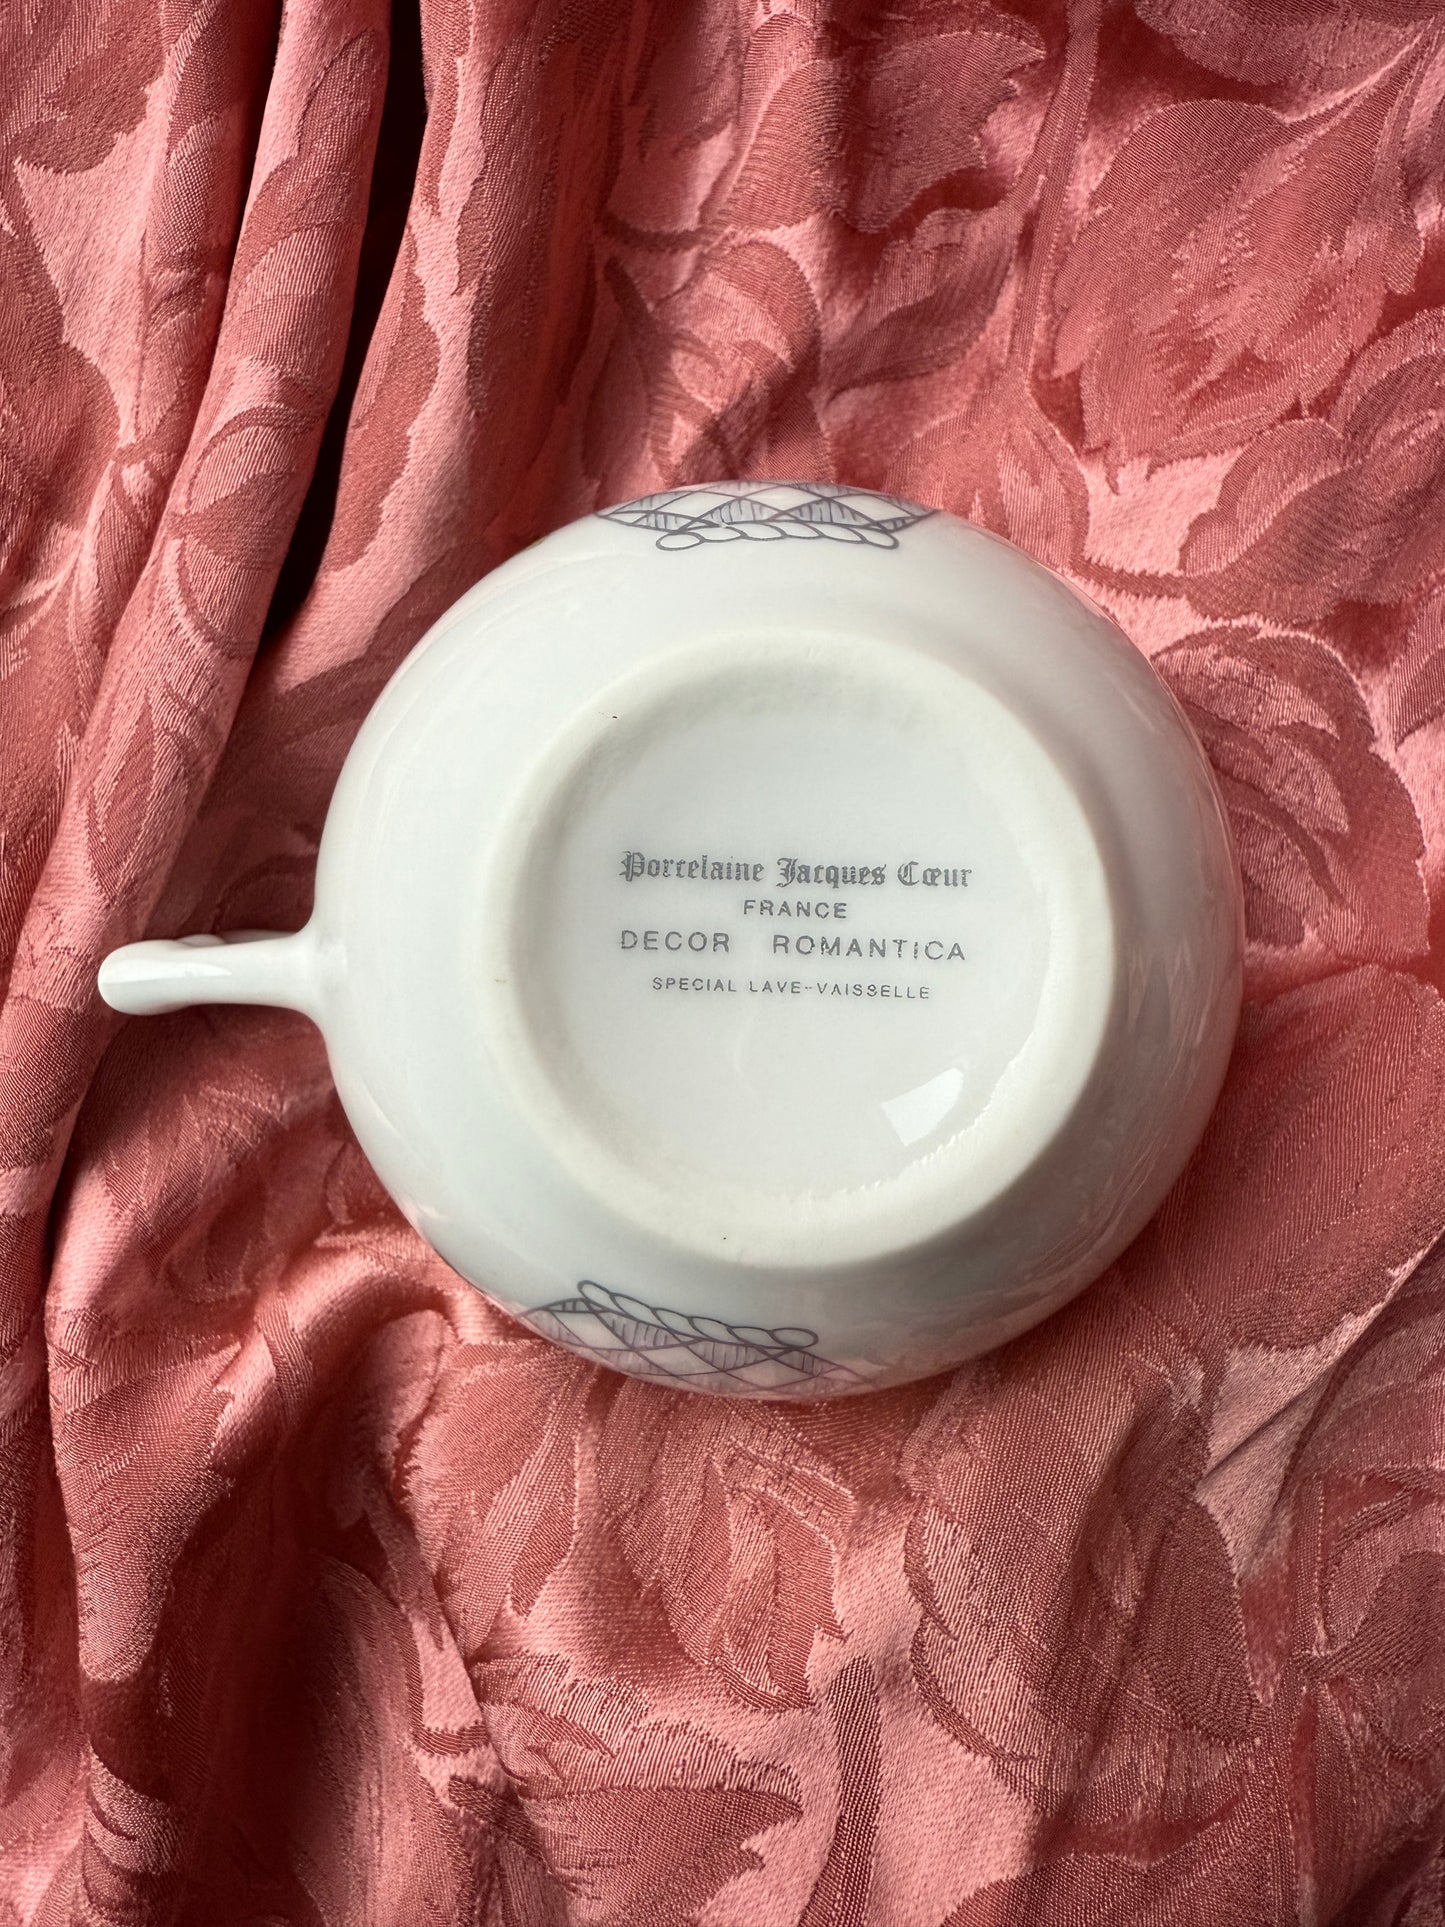 Porcelaine Jacques Cœur
FRANCE
DECOR ROMANTICA
SPECIAL LAVE-VAISSELLE